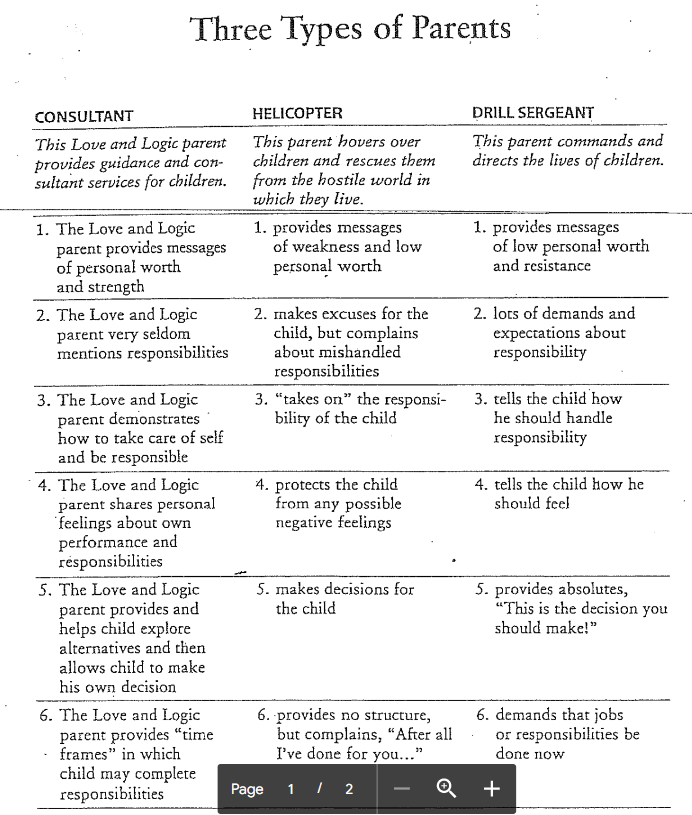 Three Types of Parents
CONSULTANT
This Love and Logic parent
provides guidance and con-
sultant services for children.
HELICOPTER
This parent hovers over
children and rescues them
from the hostile world in
which they live.
DRILL SERGEANT
This parent commands and
directs the lives of children.
1. The Love and Logic
parent provides messages
of personal worth
and strength
1. provides messages
of weakness and low
personal worth
1. provides messages
of low personal worth
and resistance
2. The Love and Logic
parent very seldom
mentions responsibilities
2. makes excuses for the
child, but complains
about mishandled
responsibilities
2. lots of demands and
expectations about
responsibility
3. The Love and Logic
parent demonstrates
how to take care of self
and be responsible
3. “takes on” the responsi-
bility of the child
3. tells the child how
he should handle
responsibility
4. The Love and Logic
parent shares personal
feelings about own
performance and
responsibilities
4. protects the child
from any possible
negative feelings
4. tells the child how he
should feel
5. The Love and Logic
parent provides and
helps child explore
alternatives and then
allows child to make
his own decision
5. makes decisions for
the child
5. provides absolutes,
“This is the decision you
should make!”
6. The Love and Logic
parent provides “time
frames” in which
child may complete
responsibilities
6. provides no structure,
but complains, “After all
I’ve done for you...”
6. demands that jobs
or responsibilities be
done now
Page 1 / 2